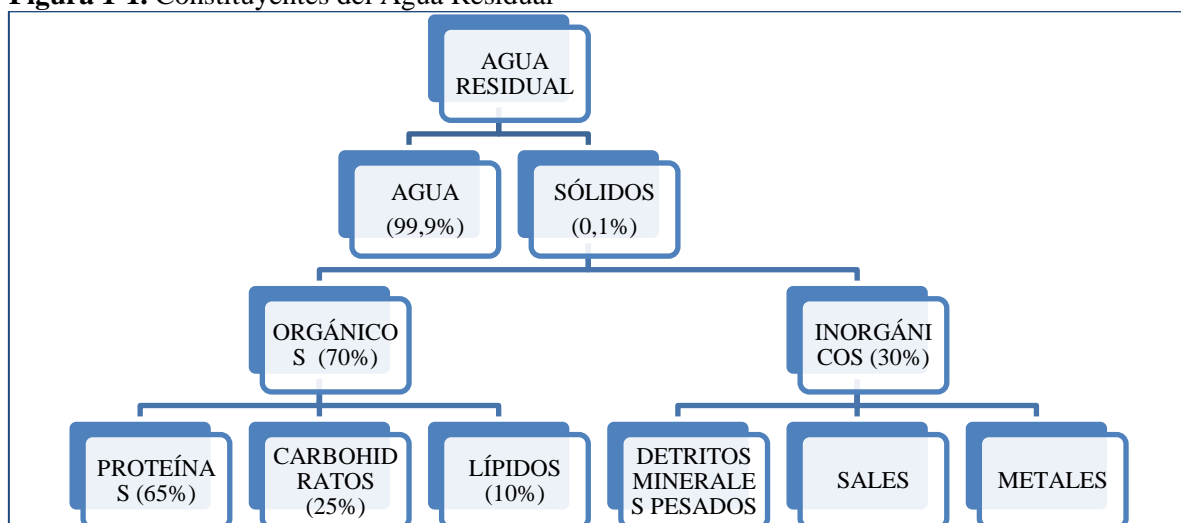 Figura 1-1. Constituyentes del Agua Residual
AGUA
RESIDUAL
AGUA
(99,9%)
SÓLIDOS
(0,1%)
ORGÁNICO
S (70%)
INORGÁNI
COS (30%)
PROTEÍNA
S (65%)
CARBOHID
RATOS
(25%)
LÍPIDOS
(10%)
DETRITOS
MINERALE
S PESADOS
SALES
METALES